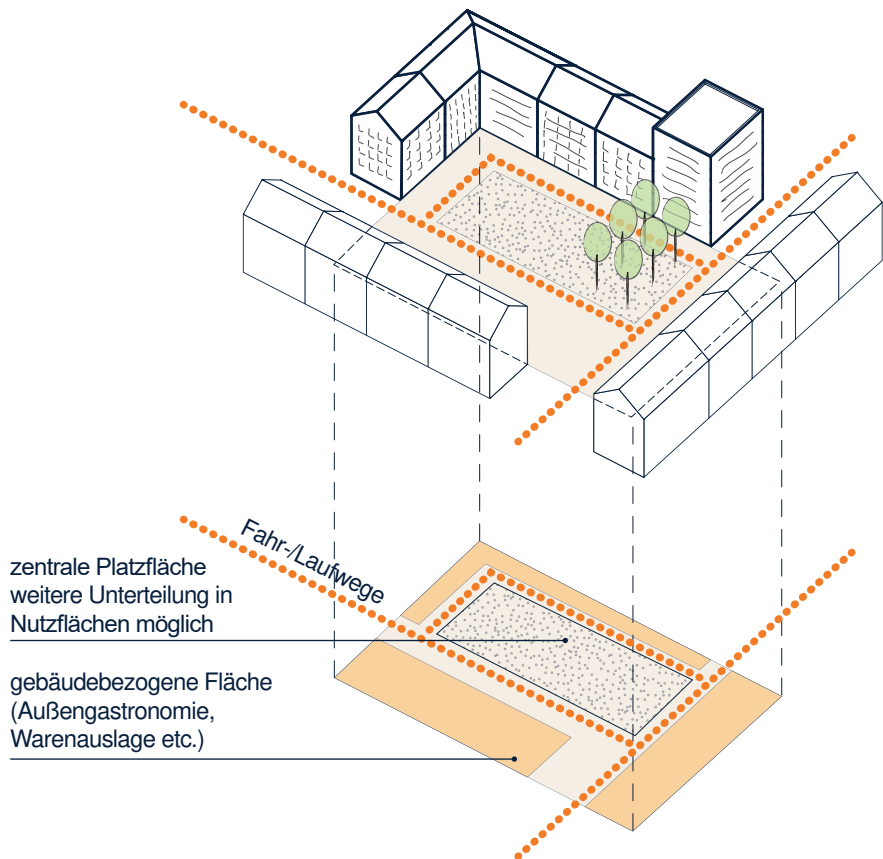 Fahr-/Laufwege
zentrale Platzfläche
weitere Unterteilung in
Nutzflächen möglich
gebäudebezogene Fläche
(Außengastronomie,
Warenauslage etc.)